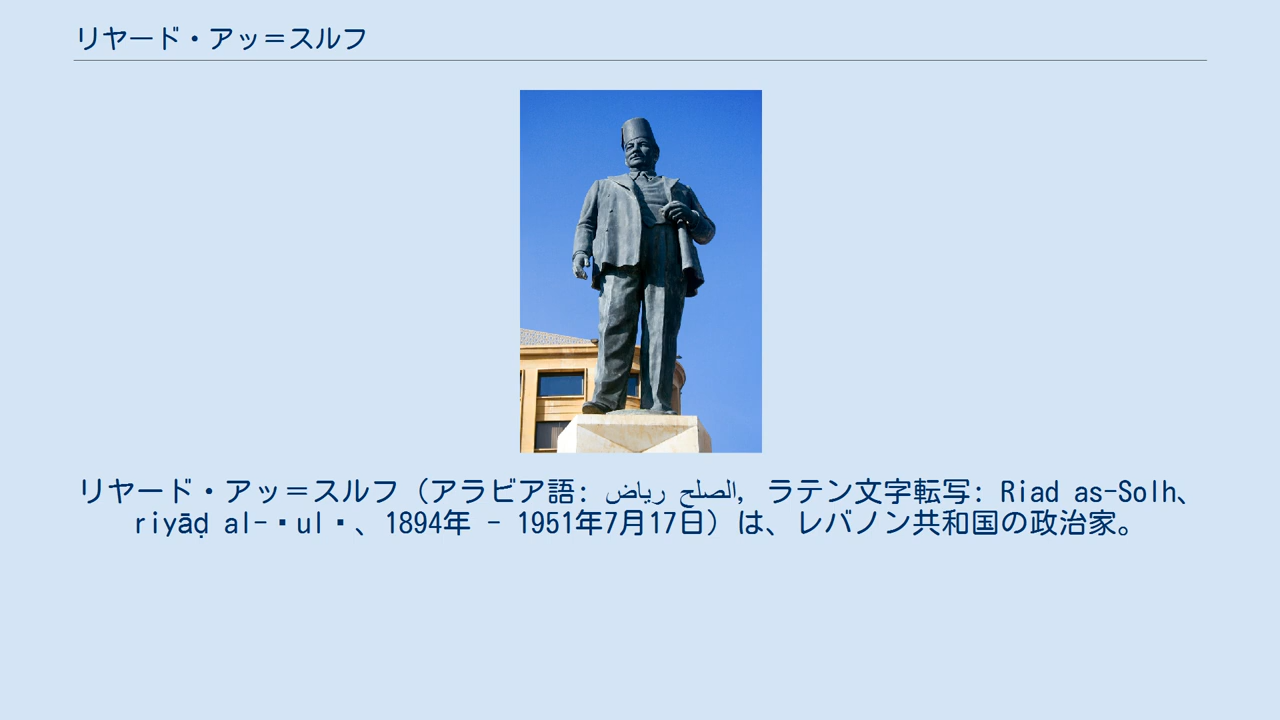 リヤード・アッ＝スルフ
リヤード・アッ＝スルフ（アラビア語: رياض الصلح, ラテン文字転写: Riad as-Solh、
riyāḍ al-▪ul▪、1894年 - 1951年7月17日）は、レバノン共和国の政治家。